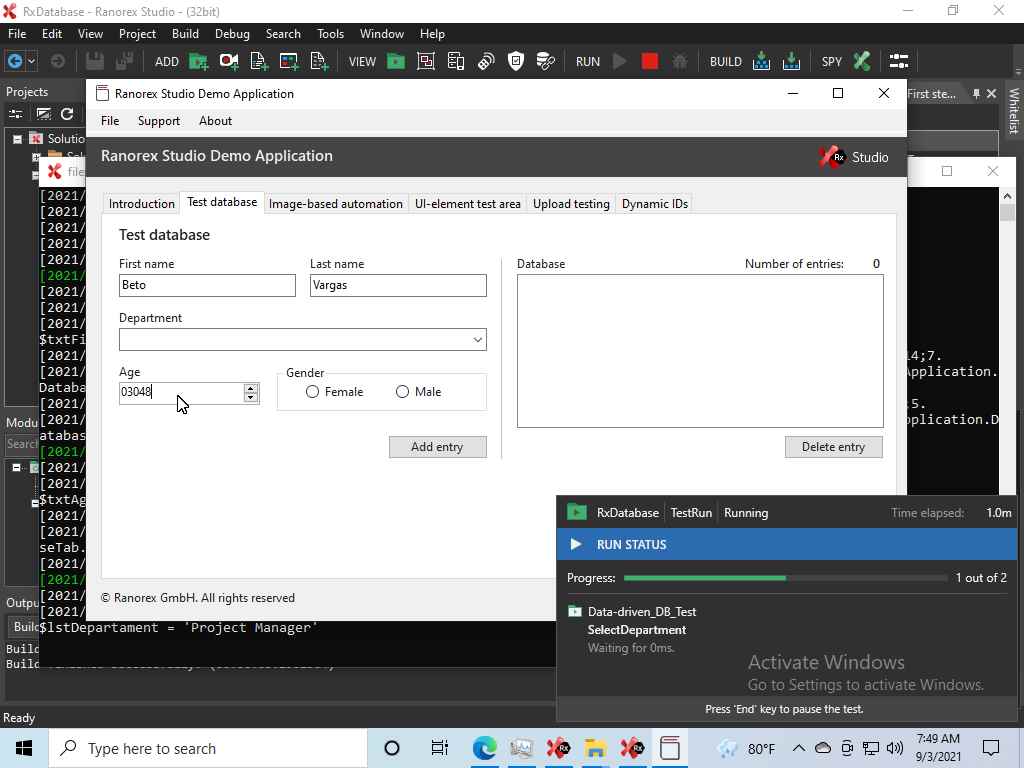 RxDatabase - Ranorex Studio - (32bit)
File Edit View Project Build Debug Search Tools Window Help
ADD VIEW RUN BUILD SPY
Projects
First ste...
Whitelist
Ranorex Studio Demo Application
File Support About
Ranorex Studio Demo Application
Rx Studio
Introduction Test database Image-based automation UI-element test area Upload testing Dynamic IDs
Test database
First name Last name
Beto Vargas
Department
Age Gender
03048 Female Male
Add entry
Database Number of entries: 0
Delete entry
© Ranorex GmbH. All rights reserved
Solutio
file
[2021/
[2021/
[2021/
[2021/
[2021/
[2021/
[2021/
[2021/
[2021/
$txtFi
[2021/ 4;7.
[2021/ Application.
Databa
[2021/ 5.
[2021/ plication.D
atabas
[2021/
[2021/
[2021/
$txtAg
[2021/
[2021/
seTab.
[2021/
[2021/
[2021/
[2021/
$lstDepartament = 'Project Manager'
Modu
Search
Outpu
Build
Build
Build
RxDatabase TestRun Running Time elapsed: 1.0m
RUN STATUS
Progress: 1 out of 2
Data-driven_DB_Test
SelectDepartment
Waiting for 0ms.
Activate Windows
Go to Settings to activate Windows.
Press 'End' key to pause the test.
Ready
Type here to search
Rx Rx
80°F
7:49 AM
9/3/2021